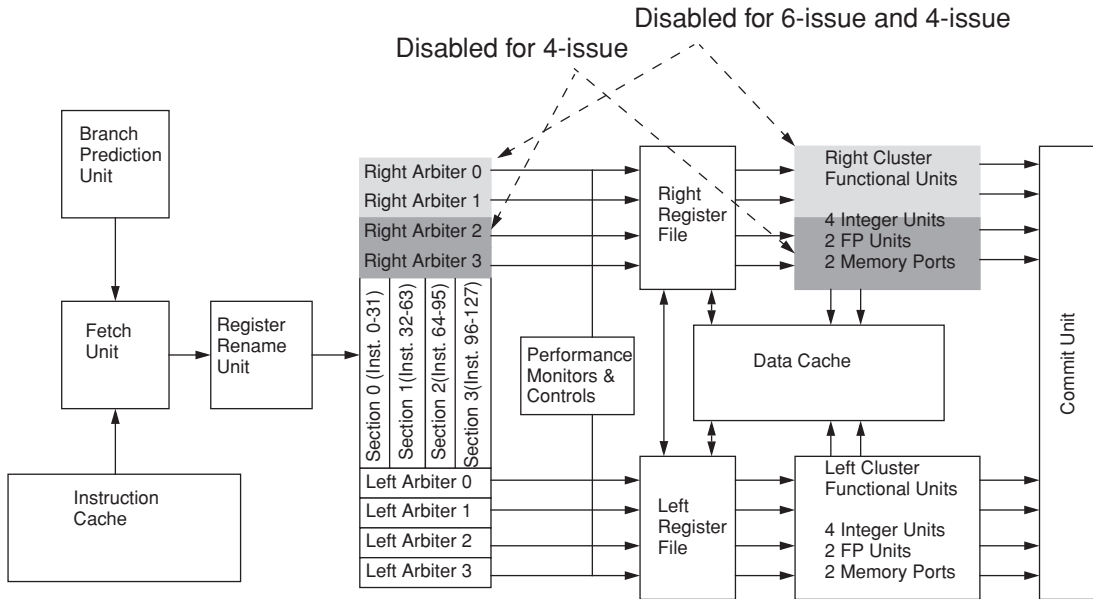 Disabled for 6-issue and 4-issue
Disabled for 4-issue
Branch
Prediction
Unit
Fetch
Unit
Register
Rename
Unit
Instruction
Cache
Right Arbiter 0
Right Arbiter 1
Right Arbiter 2
Right Arbiter 3
Section 0 (Inst. 0-31)
Section 1(Inst. 32-63)
Section 2(Inst. 64-95)
Section 3(Inst. 96-127)
Left Arbiter 0
Left Arbiter 1
Left Arbiter 2
Left Arbiter 3
Performance
Monitors &
Controls
Right
Register
File
Left
Register
File
Right Cluster
Functional Units
4 Integer Units
2 FP Units
2 Memory Ports
Data Cache
Left Cluster
Functional Units
4 Integer Units
2 FP Units
2 Memory Ports
Commit Unit